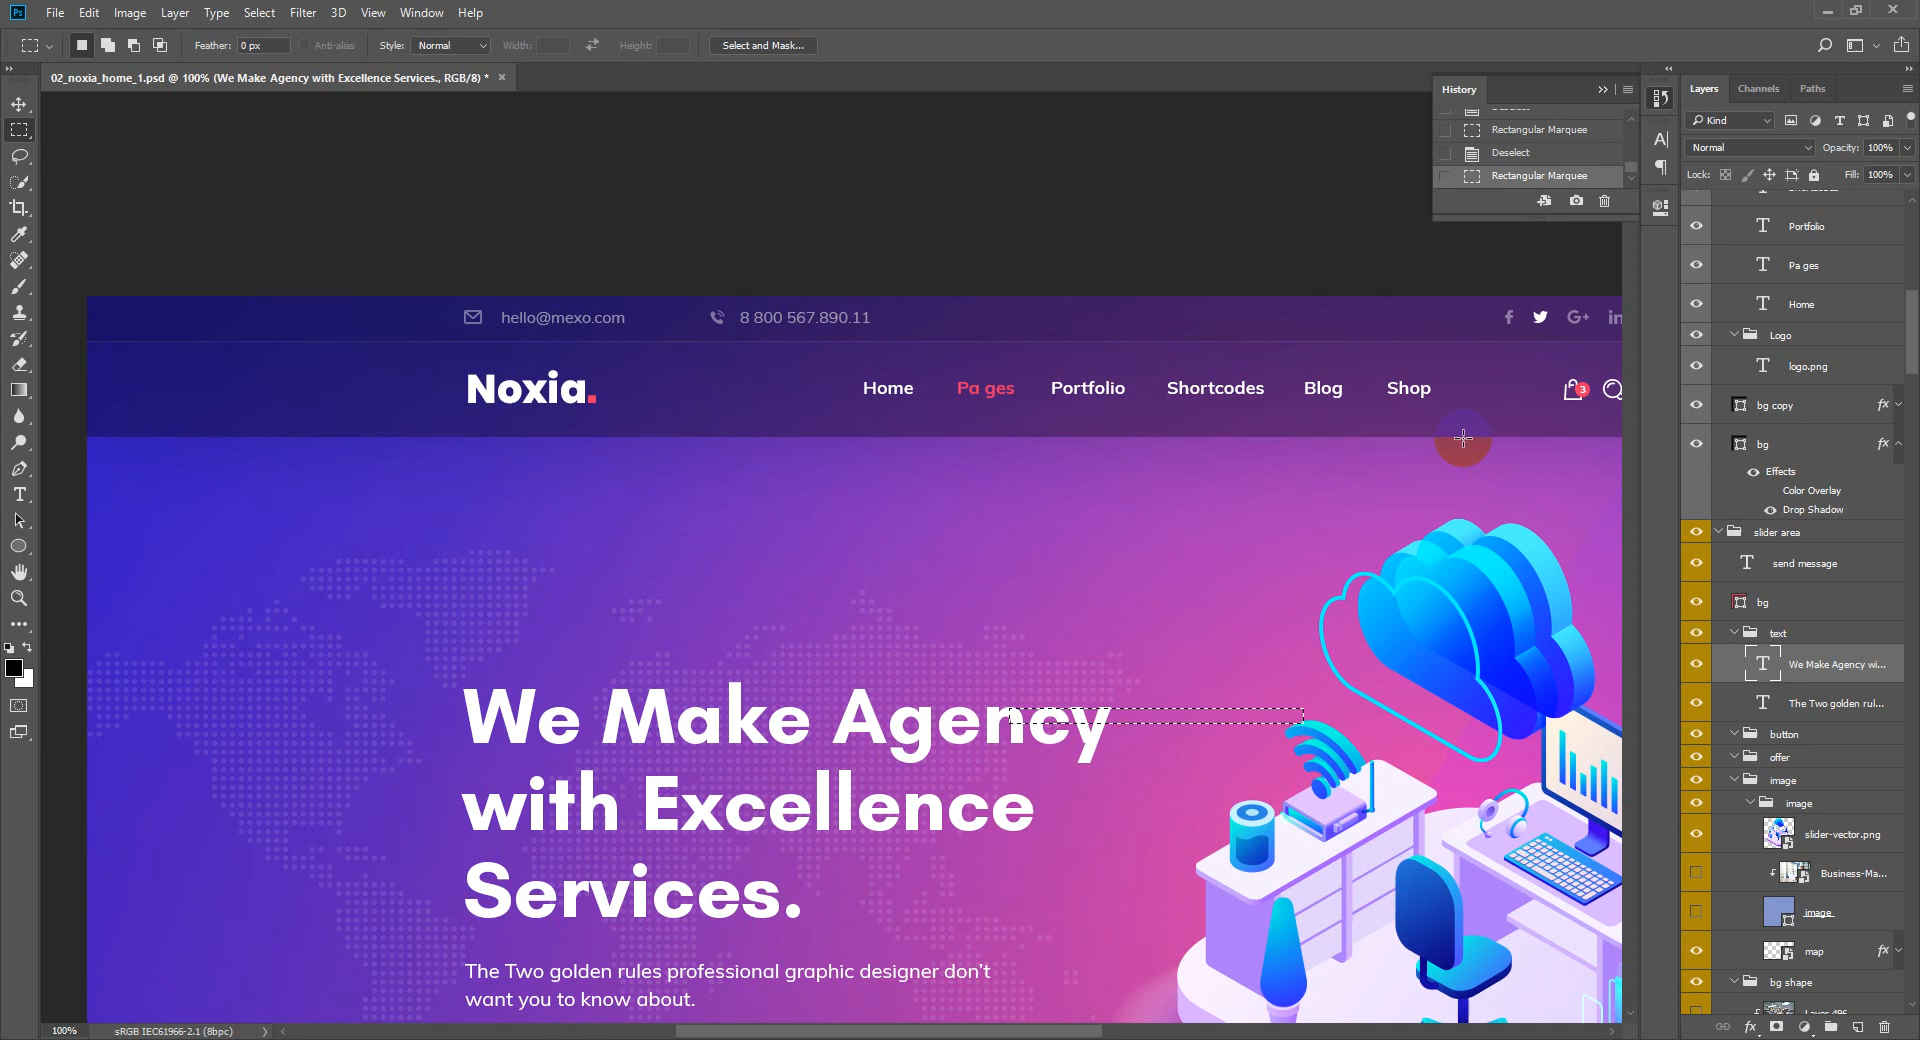 Ps File Edit Image Layer Type Select Filter 3D View Window Help
Feather: 0 px Anti-alias Style: Normal Width: Height: Select and Mask...
02_noxia_home_1.psd @ 100% (We Make Agency with Excellence Services., RGB/8) *
History
Rectangular Marquee
Deselect
Rectangular Marquee
Layers Channels Paths
Kind
Normal Opacity: 100%
Lock: Fill: 100%
Portfolio
Pa ges
Home
Logo
logo.png
bg copy fx
bg fx
Effects
Color Overlay
Drop Shadow
slider area
send message
bg
text
We Make Agency wi...
The Two golden rul...
button
offer
image
image
slider-vector.png
Business-Ma...
image
map fx
bg shape
hello@mexo.com 8 800 567.890.11
Noxia. Home Pa ges Portfolio Shortcodes Blog Shop 3
We Make Agency
with Excellence
Services.
The Two golden rules professional graphic designer don't
want you to know about.
100% sRGB IEC61966-2.1 (8bpc)